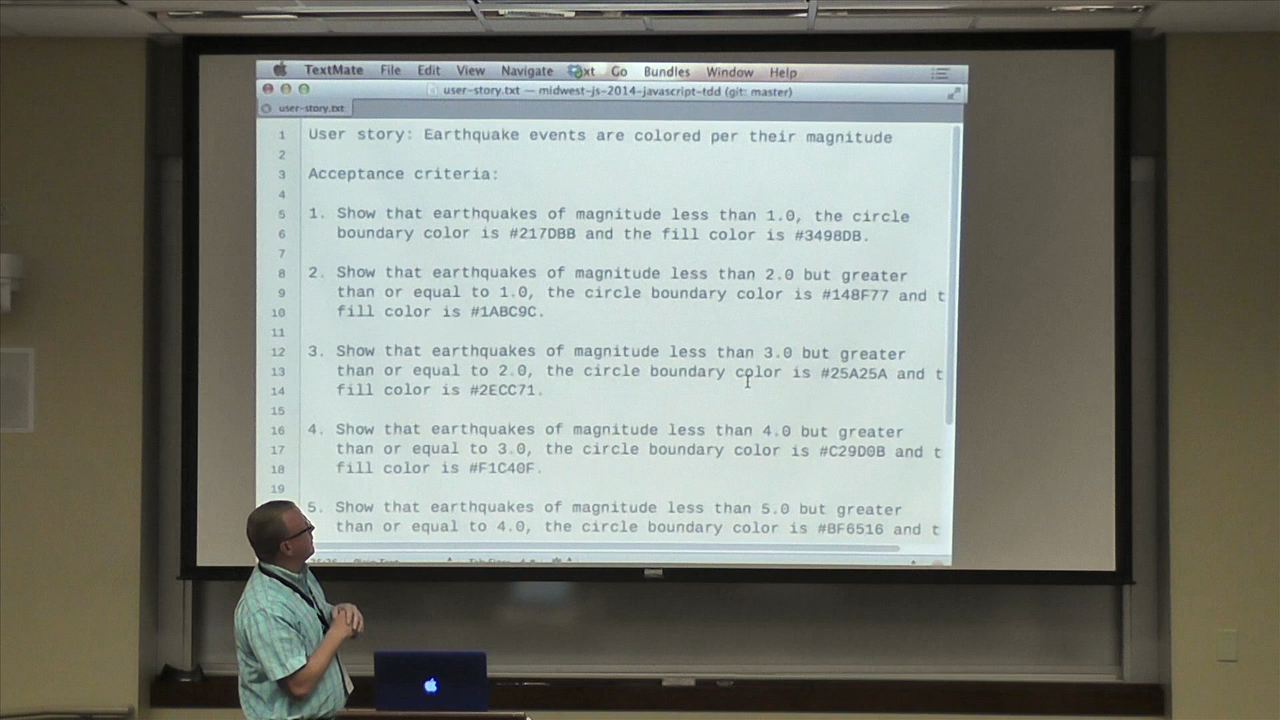 TextMate File Edit View Navigate Go Bundles Window Help
user-story.txt — midwest-js-2014-javascript-tdd (git: master)
user-story.txt
1 User story: Earthquake events are colored per their magnitude
2
3 Acceptance criteria:
4
5 1. Show that earthquakes of magnitude less than 1.0, the circle
6 boundary color is #217DBB and the fill color is #3498DB.
7
8 2. Show that earthquakes of magnitude less than 2.0 but greater
9 than or equal to 1.0, the circle boundary color is #148F77 and t
10 fill color is #1ABC9C.
11
12 3. Show that earthquakes of magnitude less than 3.0 but greater
13 than or equal to 2.0, the circle boundary color is #25A25A and t
14 fill color is #2ECC71.
15
16 4. Show that earthquakes of magnitude less than 4.0 but greater
17 than or equal to 3.0, the circle boundary color is #C29D0B and t
18 fill color is #F1C40F.
19
5. Show that earthquakes of magnitude less than 5.0 but greater
than or equal to 4.0, the circle boundary color is #BF6516 and t